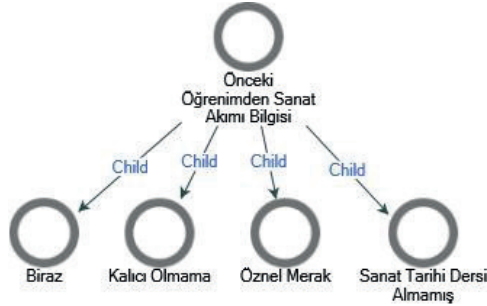 Önceki
Öğrenimden Sanat
Akımı Bilgisi
Child
Child
Child
Child
Biraz
Kalıcı Olmama
Öznel Merak
Sanat Tarihi Dersi
Almamış